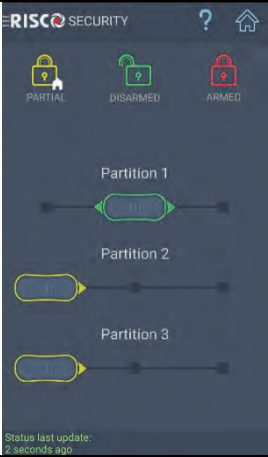 RISCO SECURITY ?
PARTIAL DISARMED ARMED
Partition 1
Partition 2
Partition 3
Status last update:
2 seconds ago